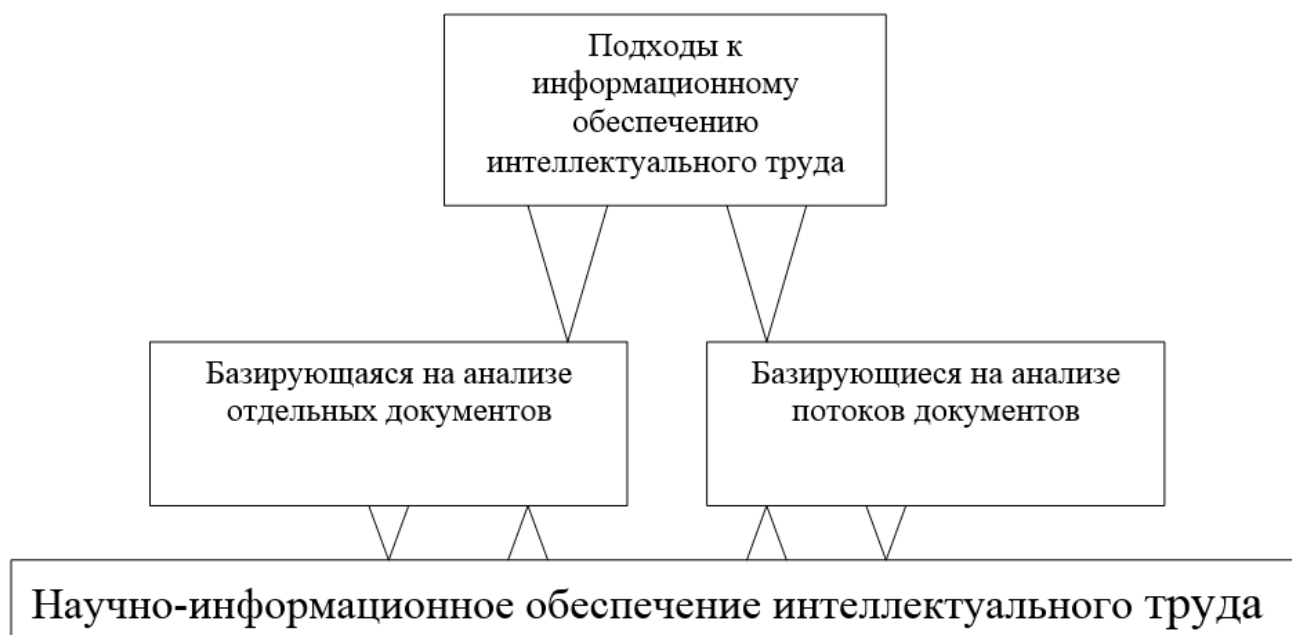 Подходы к
информационному
обеспечению
интеллектуального труда
Базирующаяся на анализе
отдельных документов
Базирующиеся на анализе
потоков документов
Научно-информационное обеспечение интеллектуального труда